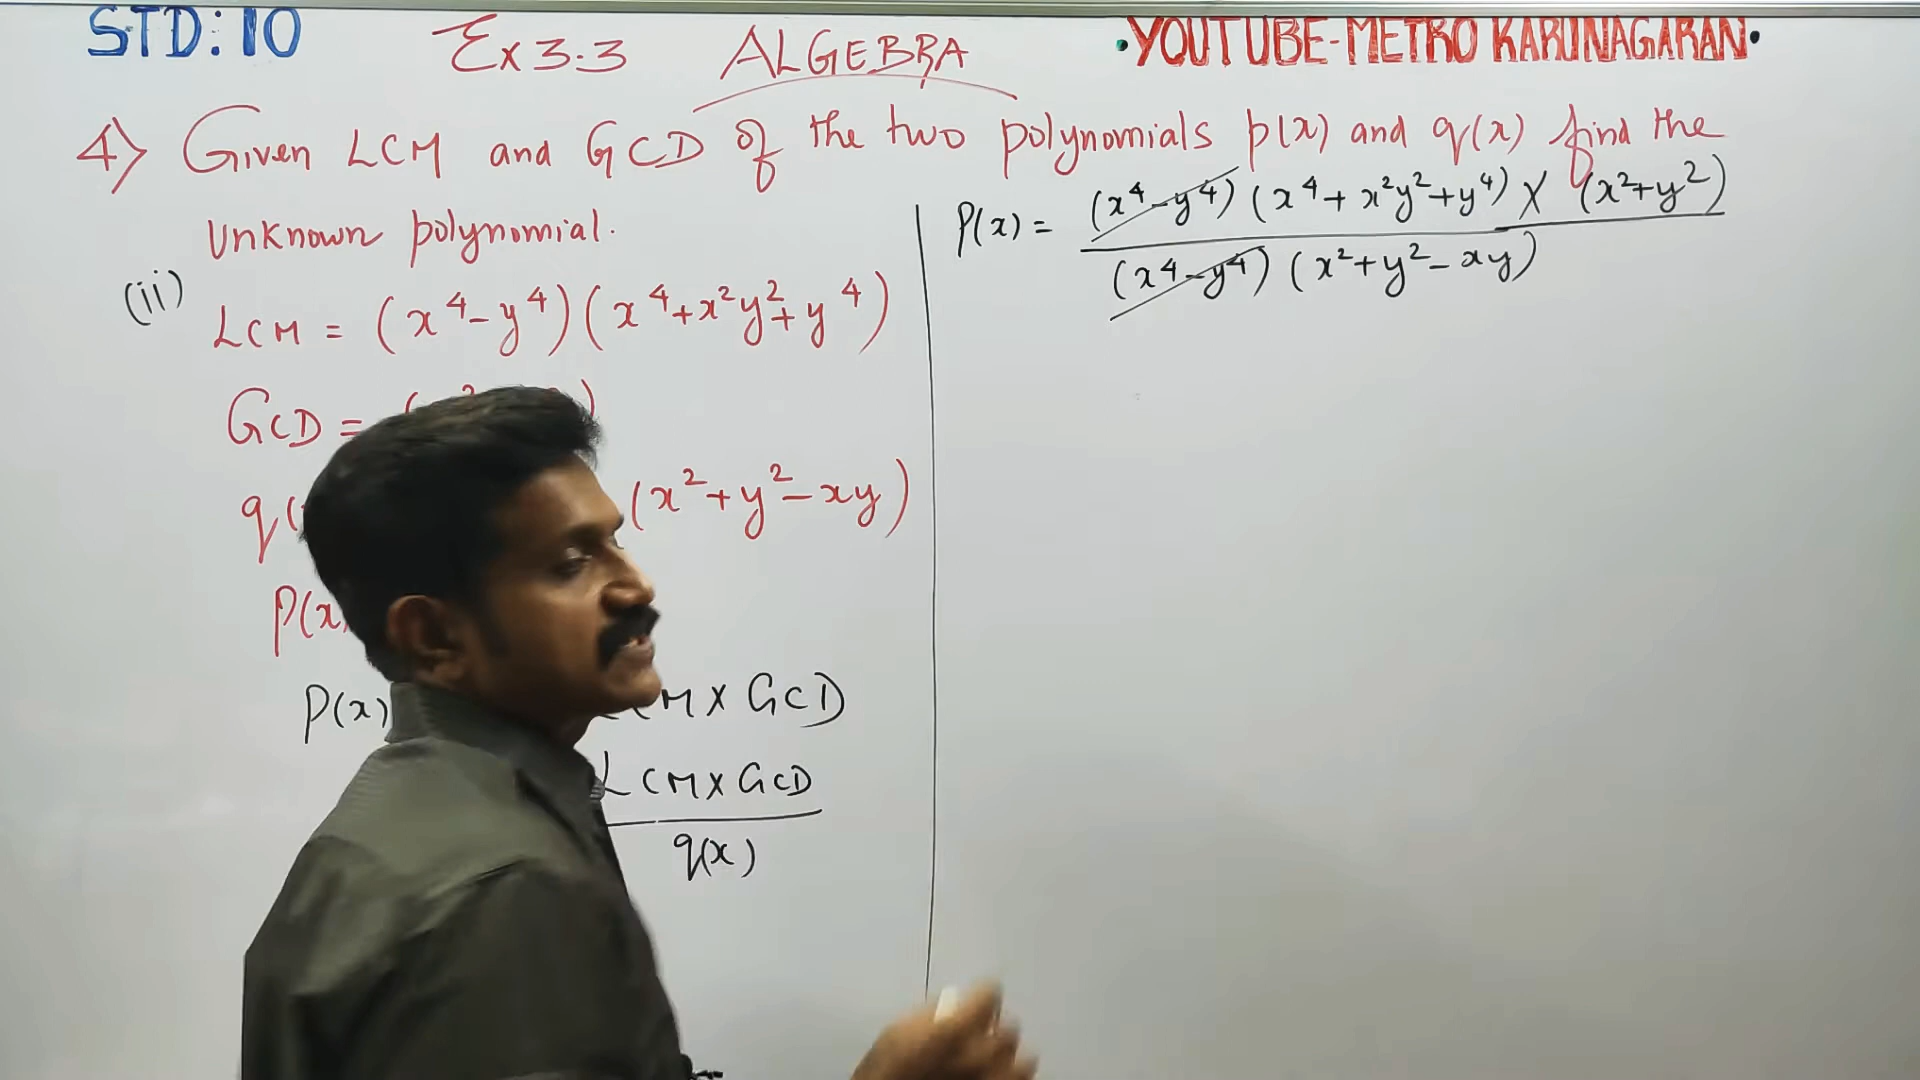 STD:10 Ex 3.3 ALGEBRA •YOUTUBE-METRO KARUNAGARAN•
4) Given LCM and GCD of the two polynomials p(x) and q(x) find the
unknown polynomial.
(ii) LCM = (x⁴-y⁴)(x⁴+x²y²+y⁴)
GCD =
(x²+y²-xy)
P(x)
P(x) LCM X GCD
LCM X GCD
q(x)
P(x) = (x⁴-y⁴)(x⁴+x²y²+y⁴) X (x²+y²)
(x⁴-y⁴)(x²+y²-xy)